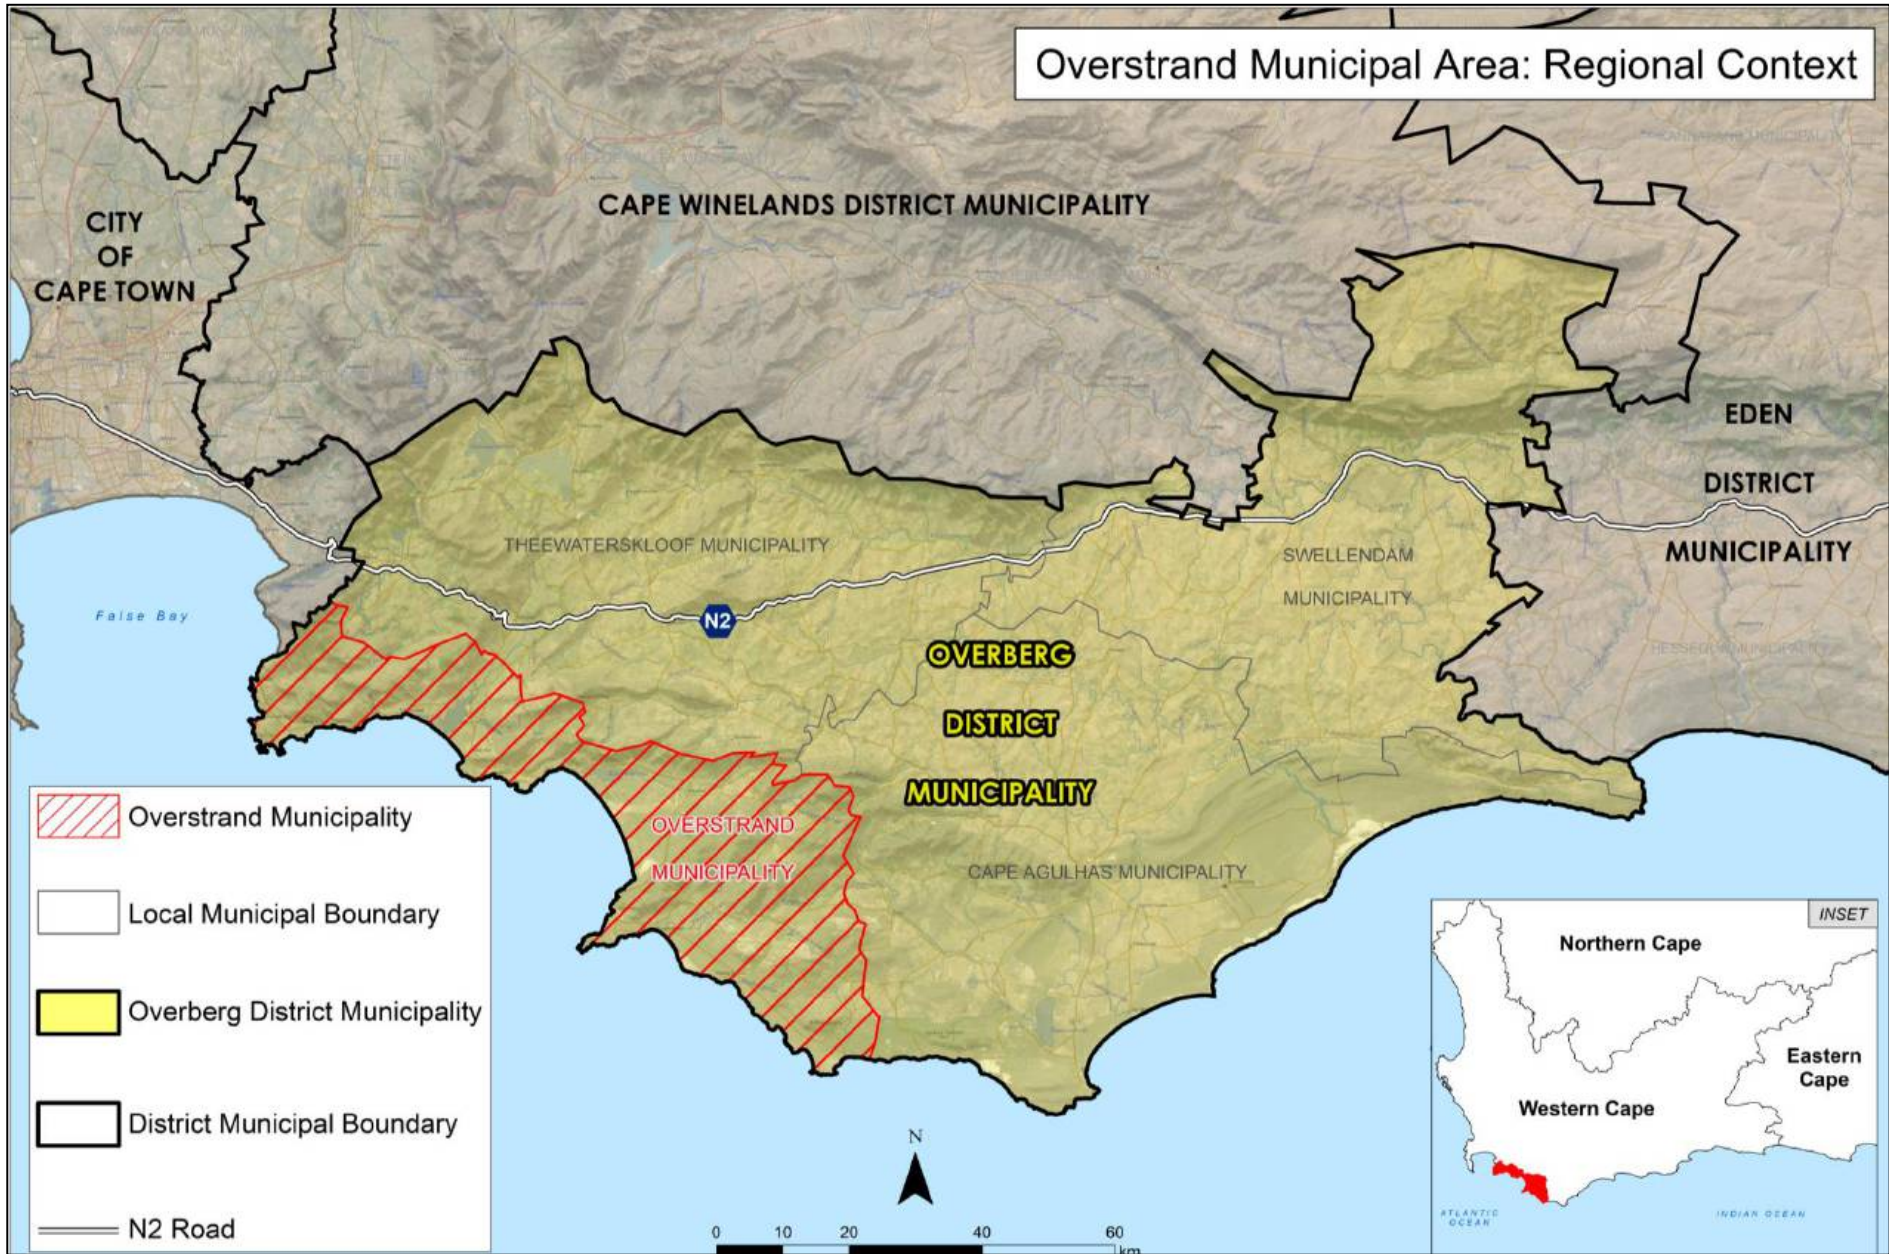 Overstrand Municipal Area: Regional Context
CAPE WINELANDS DISTRICT MUNICIPALITY
CITY
OF
CAPE TOWN
EDEN
DISTRICT
MUNICIPALITY
THEEWATERSKLOOF MUNICIPALITY
SWELLENDAM
MUNICIPALITY
False Bay
N2
OVERBERG
DISTRICT
MUNICIPALITY
OVERSTRAND
MUNICIPALITY
CAPE AGULHAS MUNICIPALITY
HESSEQUA MUNICIPALITY
Overstrand Municipality
Local Municipal Boundary
Overberg District Municipality
District Municipal Boundary
N2 Road
N
0 10 20 40 60
km
INSET
Northern Cape
Eastern
Cape
Western Cape
ATLANTIC
OCEAN
INDIAN OCEAN